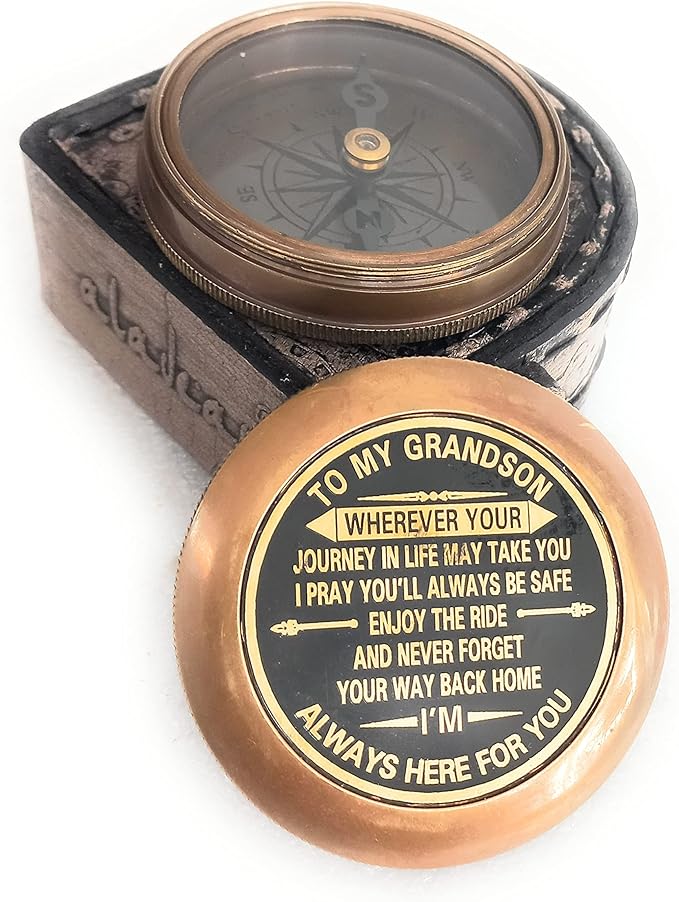 S
NW
SE
N
TO MY GRANDSON
WHEREVER YOUR
JOURNEY IN LIFE MAY TAKE YOU
I PRAY YOU'LL ALWAYS BE SAFE
ENJOY THE RIDE
AND NEVER FORGET
YOUR WAY BACK HOME
I'M
ALWAYS HERE FOR YOU